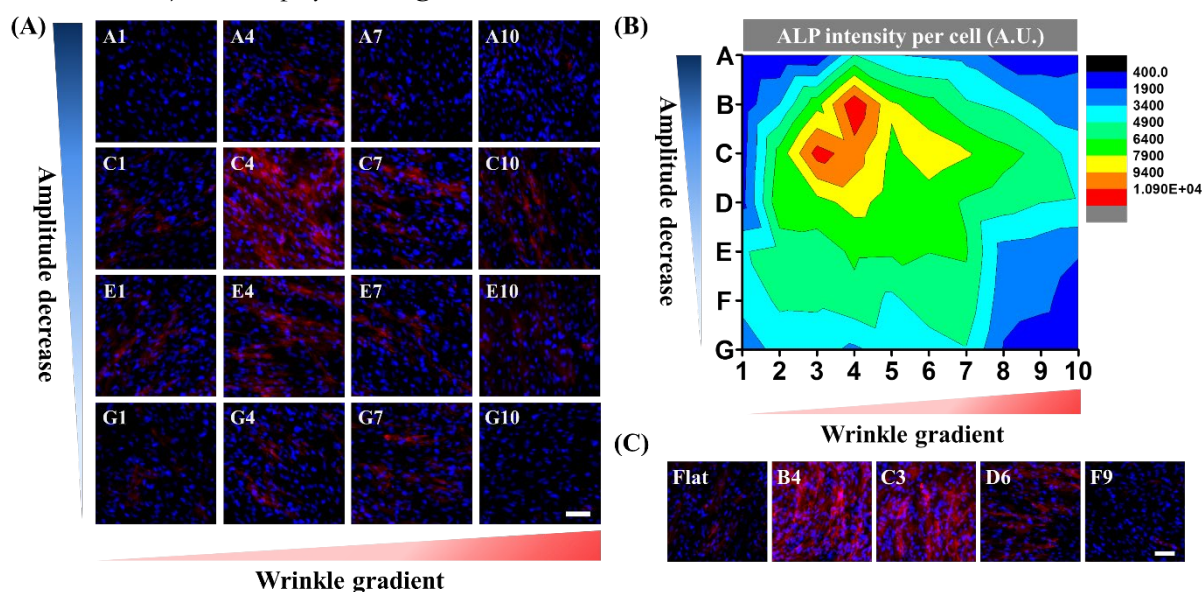 (A)
A1 A4 A7 A10
C1 C4 C7 C10
E1 E4 E7 E10
G1 G4 G7 G10
Amplitude decrease
Wrinkle gradient
(B)
ALP intensity per cell (A.U.)
Amplitude decrease
A
B
C
D
E
F
G
1 2 3 4 5 6 7 8 9 10
400.0
1900
3400
4900
6400
7900
9400
1.090E+04
Wrinkle gradient
(C)
Flat B4 C3 D6 F9